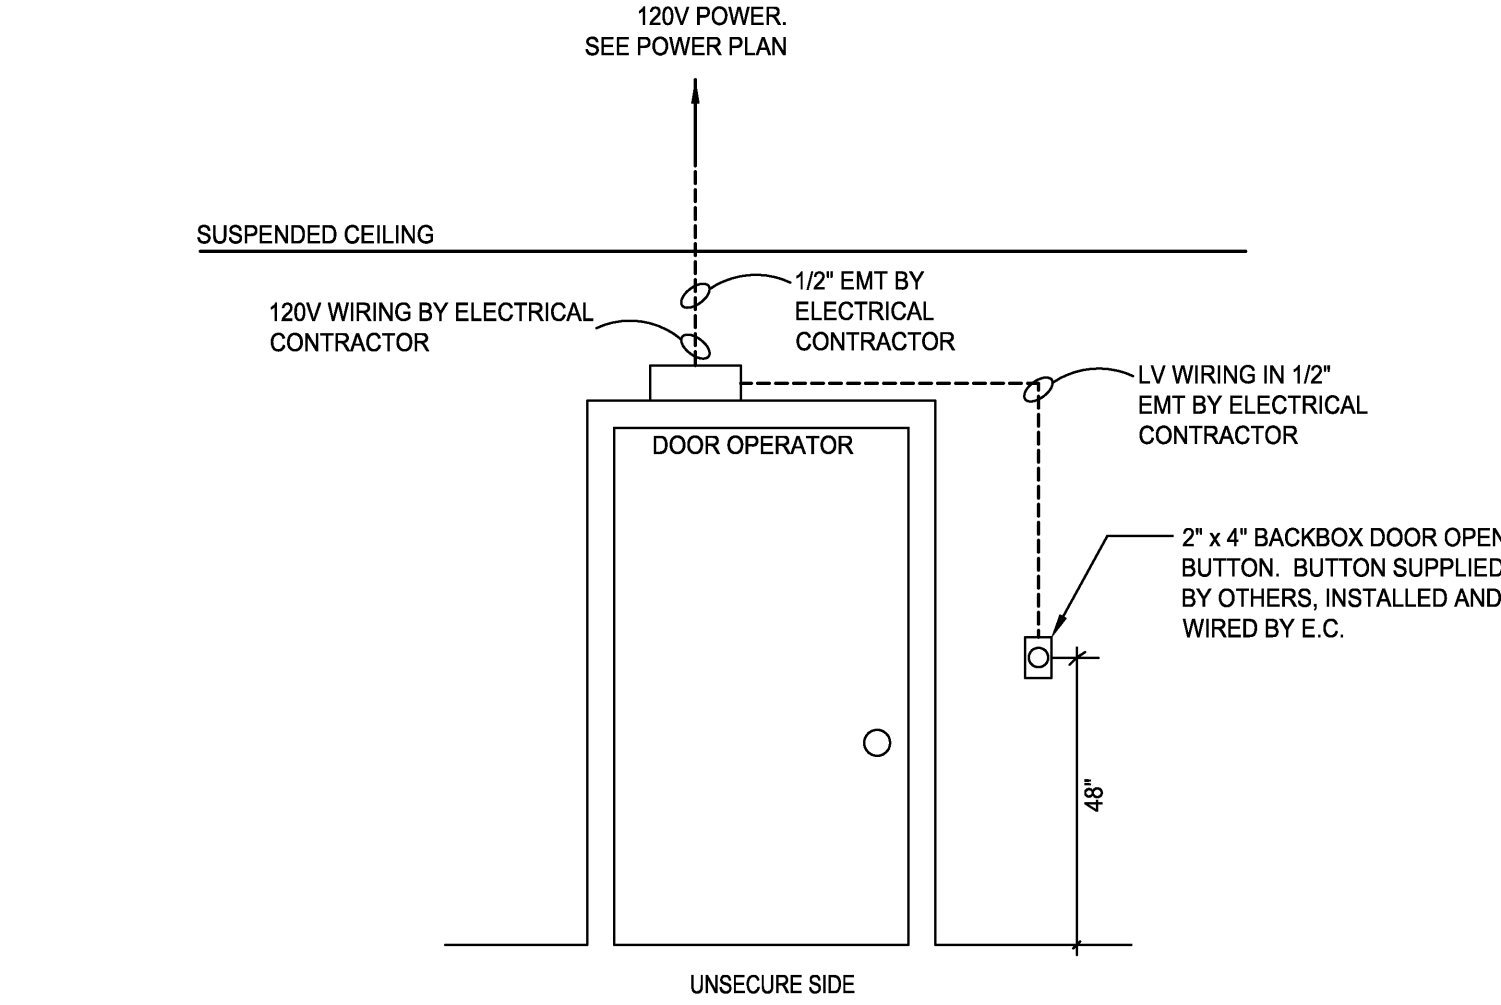 120V POWER.
SEE POWER PLAN
SUSPENDED CEILING
1/2" EMT BY
ELECTRICAL
CONTRACTOR
120V WIRING BY ELECTRICAL
CONTRACTOR
LV WIRING IN 1/2"
EMT BY ELECTRICAL
CONTRACTOR
DOOR OPERATOR
2" x 4" BACKBOX DOOR OPEN
BUTTON.  BUTTON SUPPLIED
BY OTHERS, INSTALLED AND
WIRED BY E.C.
48"
UNSECURE SIDE